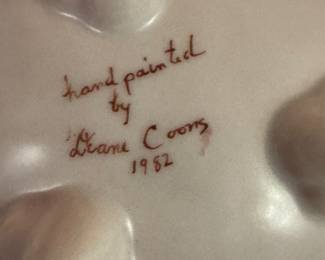 hand painted
by
Deane Coons
1982